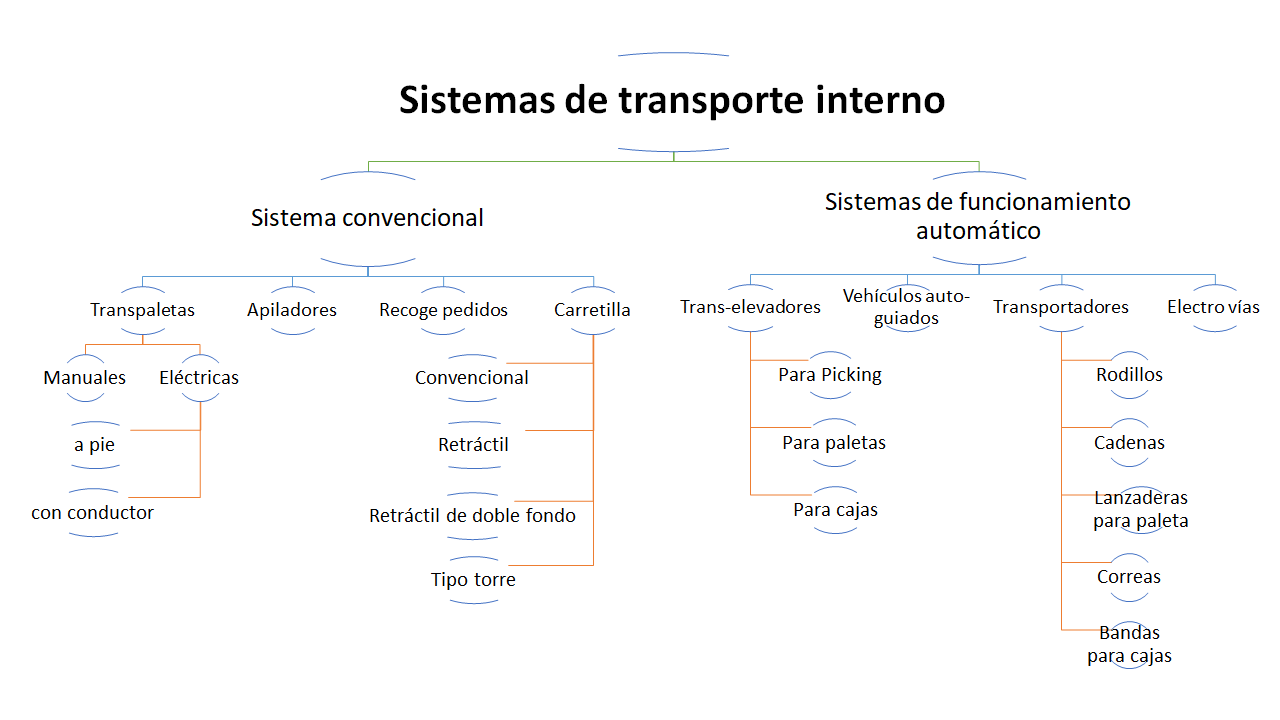 Sistemas de transporte interno
Sistema convencional
Sistemas de funcionamiento
automático
Transpaletas
Apiladores
Recoge pedidos
Carretilla
Trans-elevadores
Vehículos auto-
guiados
Transportadores
Electro vías
Manuales
Eléctricas
a pie
con conductor
Convencional
Retráctil
Retráctil de doble fondo
Tipo torre
Para Picking
Para paletas
Para cajas
Rodillos
Cadenas
Lanzaderas
para paleta
Correas
Bandas
para cajas